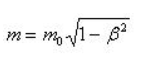 m = m₀√(1 − β²)